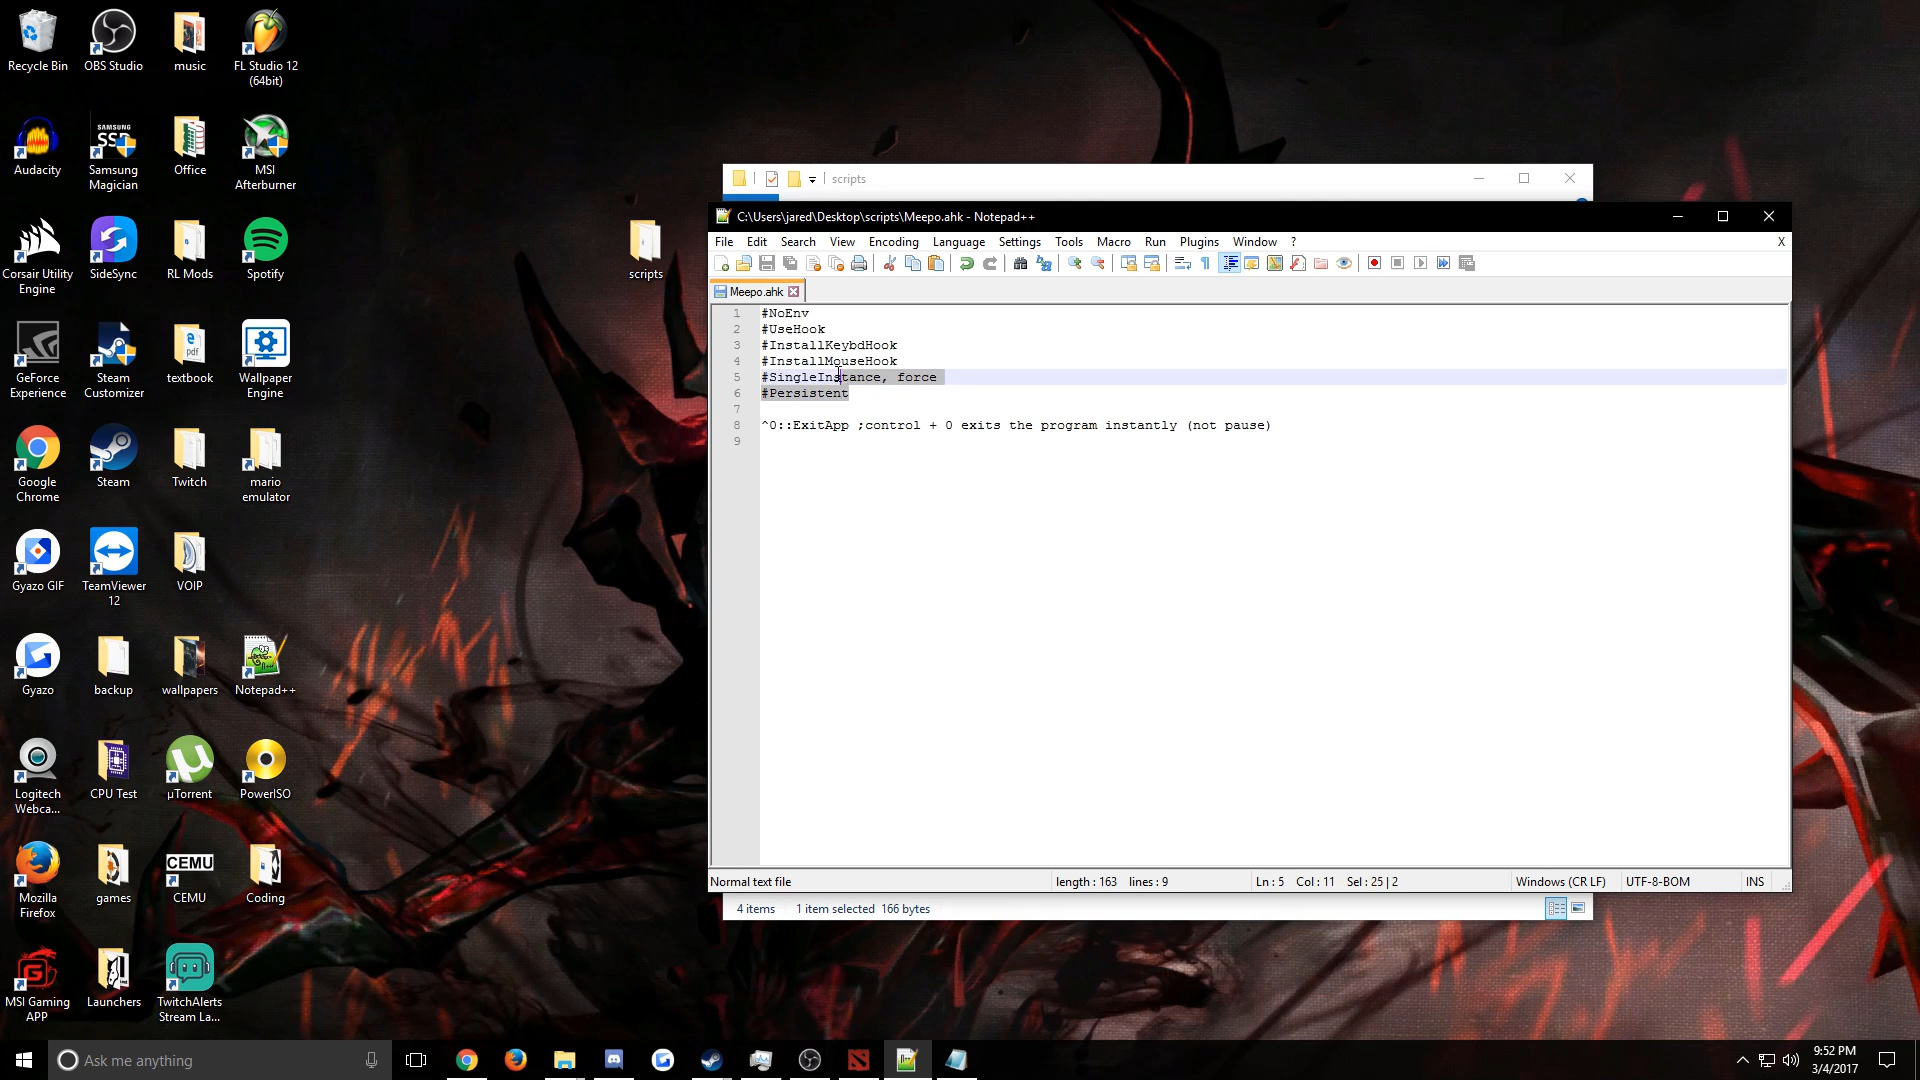 Recycle Bin
OBS Studio
music
FL Studio 12
(64bit)
Audacity
SAMSUNG
SSD
Samsung
Magician
Office
MSI
Afterburner
Corsair Utility
Engine
SideSync
RL Mods
Spotify
scripts
GeForce
Experience
Steam
Customizer
pdf
textbook
Wallpaper
Engine
Google
Chrome
Steam
Twitch
mario
emulator
Gyazo GIF
TeamViewer
12
VOIP
Gyazo
backup
wallpapers
Notepad++
Logitech
Webca...
CPU Test
µTorrent
PowerISO
Mozilla
Firefox
games
CEMU
CEMU
Coding
MSI Gaming
APP
Launchers
TwitchAlerts
Stream La...
scripts
C:\Users\jared\Desktop\scripts\Meepo.ahk - Notepad++
File Edit Search View Encoding Language Settings Tools Macro Run Plugins Window ? X
Meepo.ahk
1 #NoEnv
2 #UseHook
3 #InstallKeybdHook
4 #InstallMouseHook
5 #SingleInstance, force
6 #Persistent
7
8 ^0::ExitApp ;control + 0 exits the program instantly (not pause)
9
Normal text file length : 163 lines : 9 Ln : 5 Col : 11 Sel : 25 | 2 Windows (CR LF) UTF-8-BOM INS
4 items 1 item selected 166 bytes
Ask me anything
9:52 PM
3/4/2017